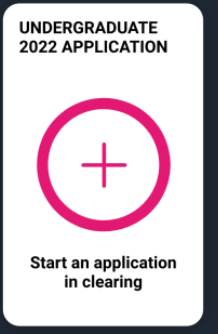 UNDERGRADUATE
2022 APPLICATION
Start an application
in clearing